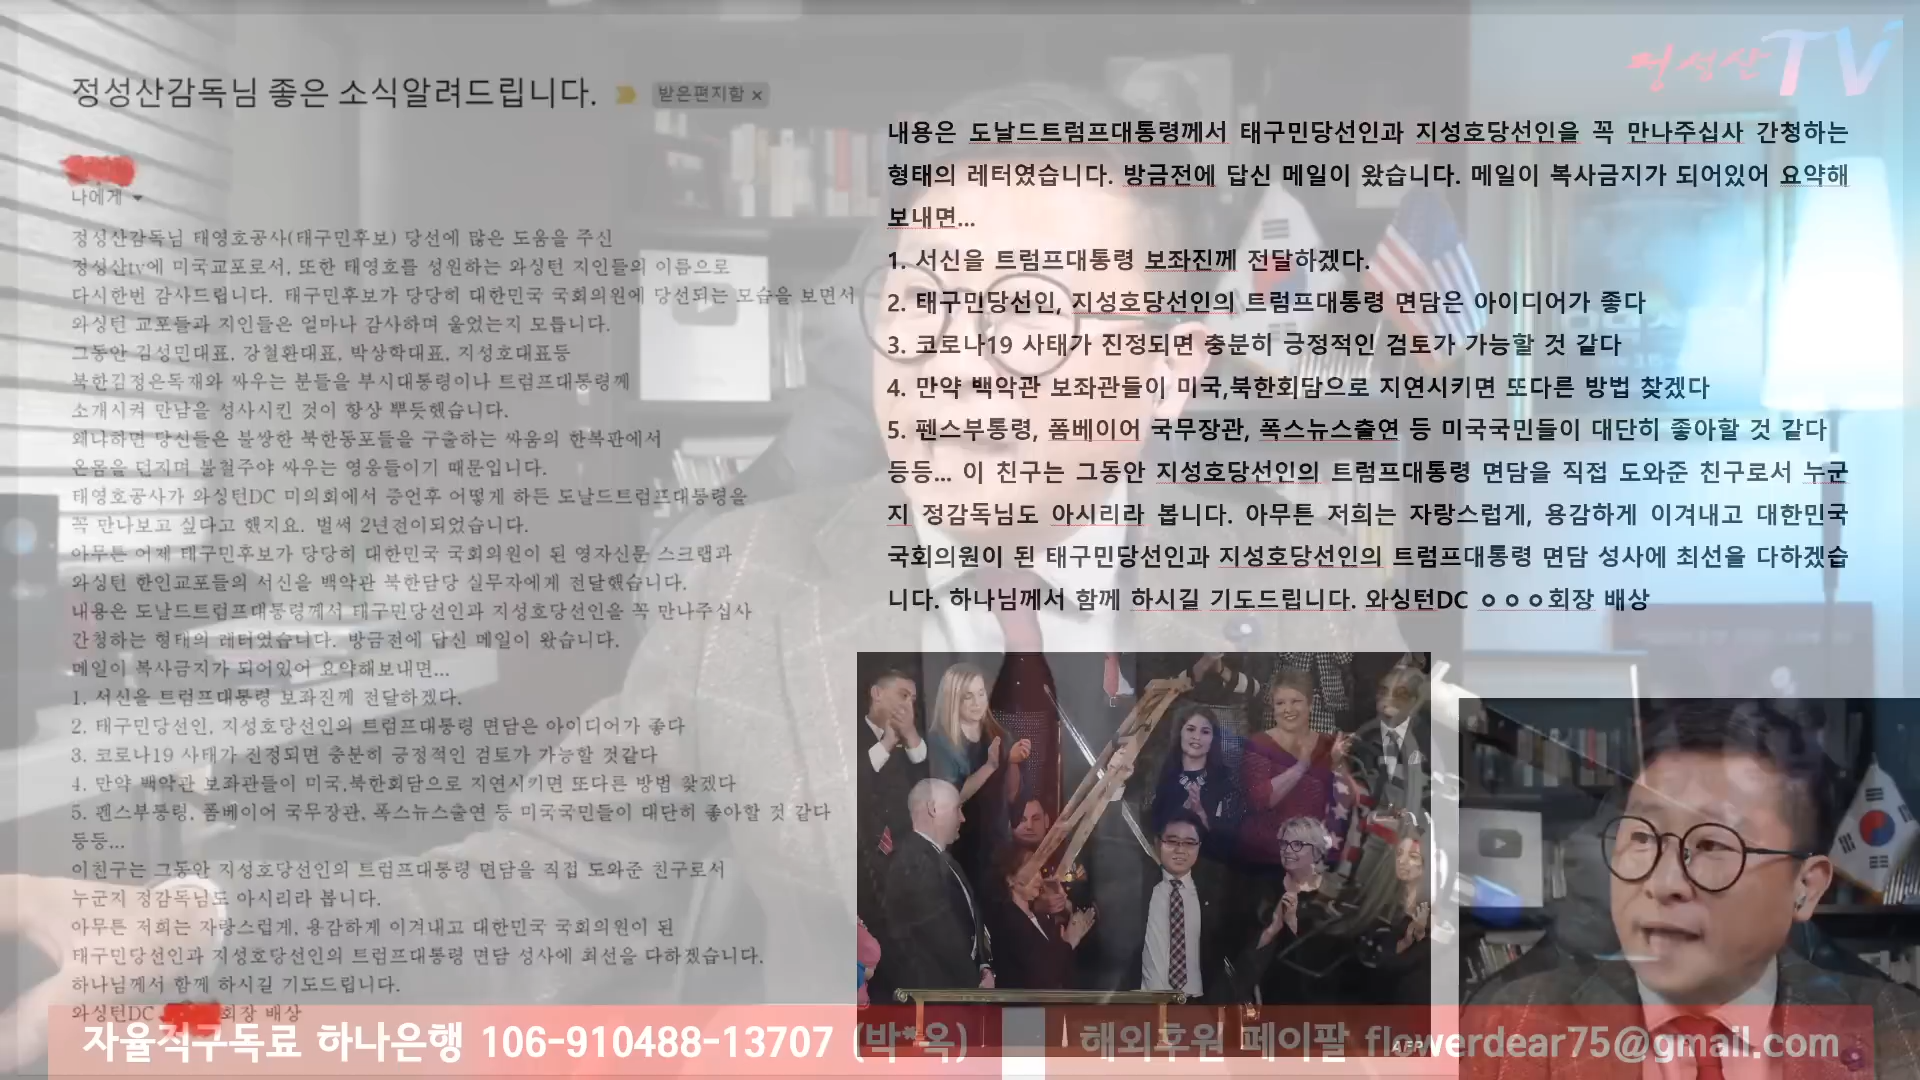 정성산TV
정성산감독님 좋은 소식알려드립니다.
받은편지함 ×
나에게
정성산감독님 태영호공사(태구민후보) 당선에 많은 도움을 주신
정성산tv에 미국교포로서, 또한 태영호를 성원하는 와싱턴 지인들의 이름으로
다시한번 감사드립니다. 태구민후보가 당당히 대한민국 국회의원에 당선되는 모습을 보면서
와싱턴 교포들과 지인들은 얼마나 감사하며 울었는지 모릅니다.
그동안 김성민대표, 강철환대표, 박상학대표, 지성호대표등
북한김정은독재와 싸우는 분들을 부시대통령이나 트럼프대통령께
소개시켜 만남을 성사시킨 것이 항상 뿌듯했습니다.
왜냐하면 당신들은 불쌍한 북한동포들을 구출하는 싸움의 한복판에서
온몸을 던지며 불철주야 싸우는 영웅들이기 때문입니다.
태영호공사가 와싱턴DC 미의회에서 증언후 어떻게 하든 도날드트럼프대통령을
꼭 만나보고 싶다고 했지요. 벌써 2년전이되었습니다.
아무튼 어제 태구민후보가 당당히 대한민국 국회의원이 된 영자신문 스크랩과
와싱턴 한인교포들의 서신을 백악관 북한담당 실무자에게 전달했습니다.
내용은 도날드트럼프대통령께서 태구민당선인과 지성호당선인을 꼭 만나주십사
간청하는 형태의 레터였습니다. 방금전에 답신 메일이 왔습니다.
메일이 복사금지가 되어있어 요약해보내면...
1. 서신을 트럼프대통령 보좌진께 전달하겠다.
2. 태구민당선인, 지성호당선인의 트럼프대통령 면담은 아이디어가 좋다
3. 코로나19 사태가 진정되면 충분히 긍정적인 검토가 가능할 것같다
4. 만약 백악관 보좌관들이 미국,북한회담으로 지연시키면 또다른 방법 찾겠다
5. 펜스부통령, 폼베이어 국무장관, 폭스뉴스출연 등 미국국민들이 대단히 좋아할 것 같다
등등...
이친구는 그동안 지성호당선인의 트럼프대통령 면담을 직접 도와준 친구로서
누군지 정감독님도 아시리라 봅니다.
아무튼 저희는 자랑스럽게, 용감하게 이겨내고 대한민국 국회의원이 된
태구민당선인과 지성호당선인의 트럼프대통령 면담 성사에 최선을 다하겠습니다.
하나님께서 함께 하시길 기도드립니다.
와싱턴DC 회장 배상
내용은 도날드트럼프대통령께서 태구민당선인과 지성호당선인을 꼭 만나주십사 간청하는
형태의 레터였습니다. 방금전에 답신 메일이 왔습니다. 메일이 복사금지가 되어있어 요약해
보내면...
1. 서신을 트럼프대통령 보좌진께 전달하겠다.
2. 태구민당선인, 지성호당선인의 트럼프대통령 면담은 아이디어가 좋다
3. 코로나19 사태가 진정되면 충분히 긍정적인 검토가 가능할 것 같다
4. 만약 백악관 보좌관들이 미국,북한회담으로 지연시키면 또다른 방법 찾겠다
5. 펜스부통령, 폼베이어 국무장관, 폭스뉴스출연 등 미국국민들이 대단히 좋아할 것 같다
등등... 이 친구는 그동안 지성호당선인의 트럼프대통령 면담을 직접 도와준 친구로서 누군
지 정감독님도 아시리라 봅니다. 아무튼 저희는 자랑스럽게, 용감하게 이겨내고 대한민국
국회의원이 된 태구민당선인과 지성호당선인의 트럼프대통령 면담 성사에 최선을 다하겠습
니다. 하나님께서 함께 하시길 기도드립니다. 와싱턴DC ㅇㅇㅇ회장 배상
AFP
자율적구독료 하나은행 106-910488-13707 (박*옥)
해외후원 페이팔 flowerdear75@gmail.com